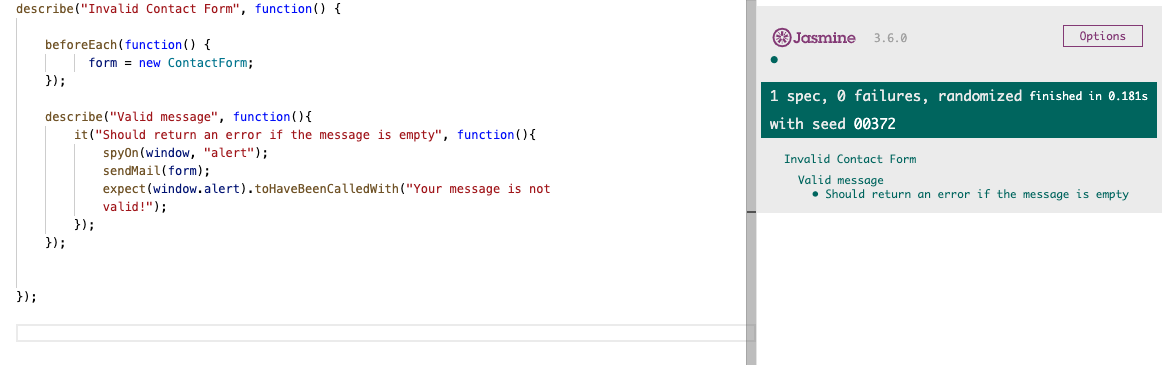 describe("Invalid Contact Form", function() {
beforeEach(function() {
form = new ContactForm;
});
describe("Valid message", function(){
it("Should return an error if the message is empty", function(){
spyOn(window, "alert");
sendMail(form);
expect(window.alert).toHaveBeenCalledWith("Your message is not
valid!");
});
});
});
Jasmine 3.6.0 Options
1 spec, 0 failures, randomized finished in 0.181s
with seed 00372
Invalid Contact Form
Valid message
• Should return an error if the message is empty